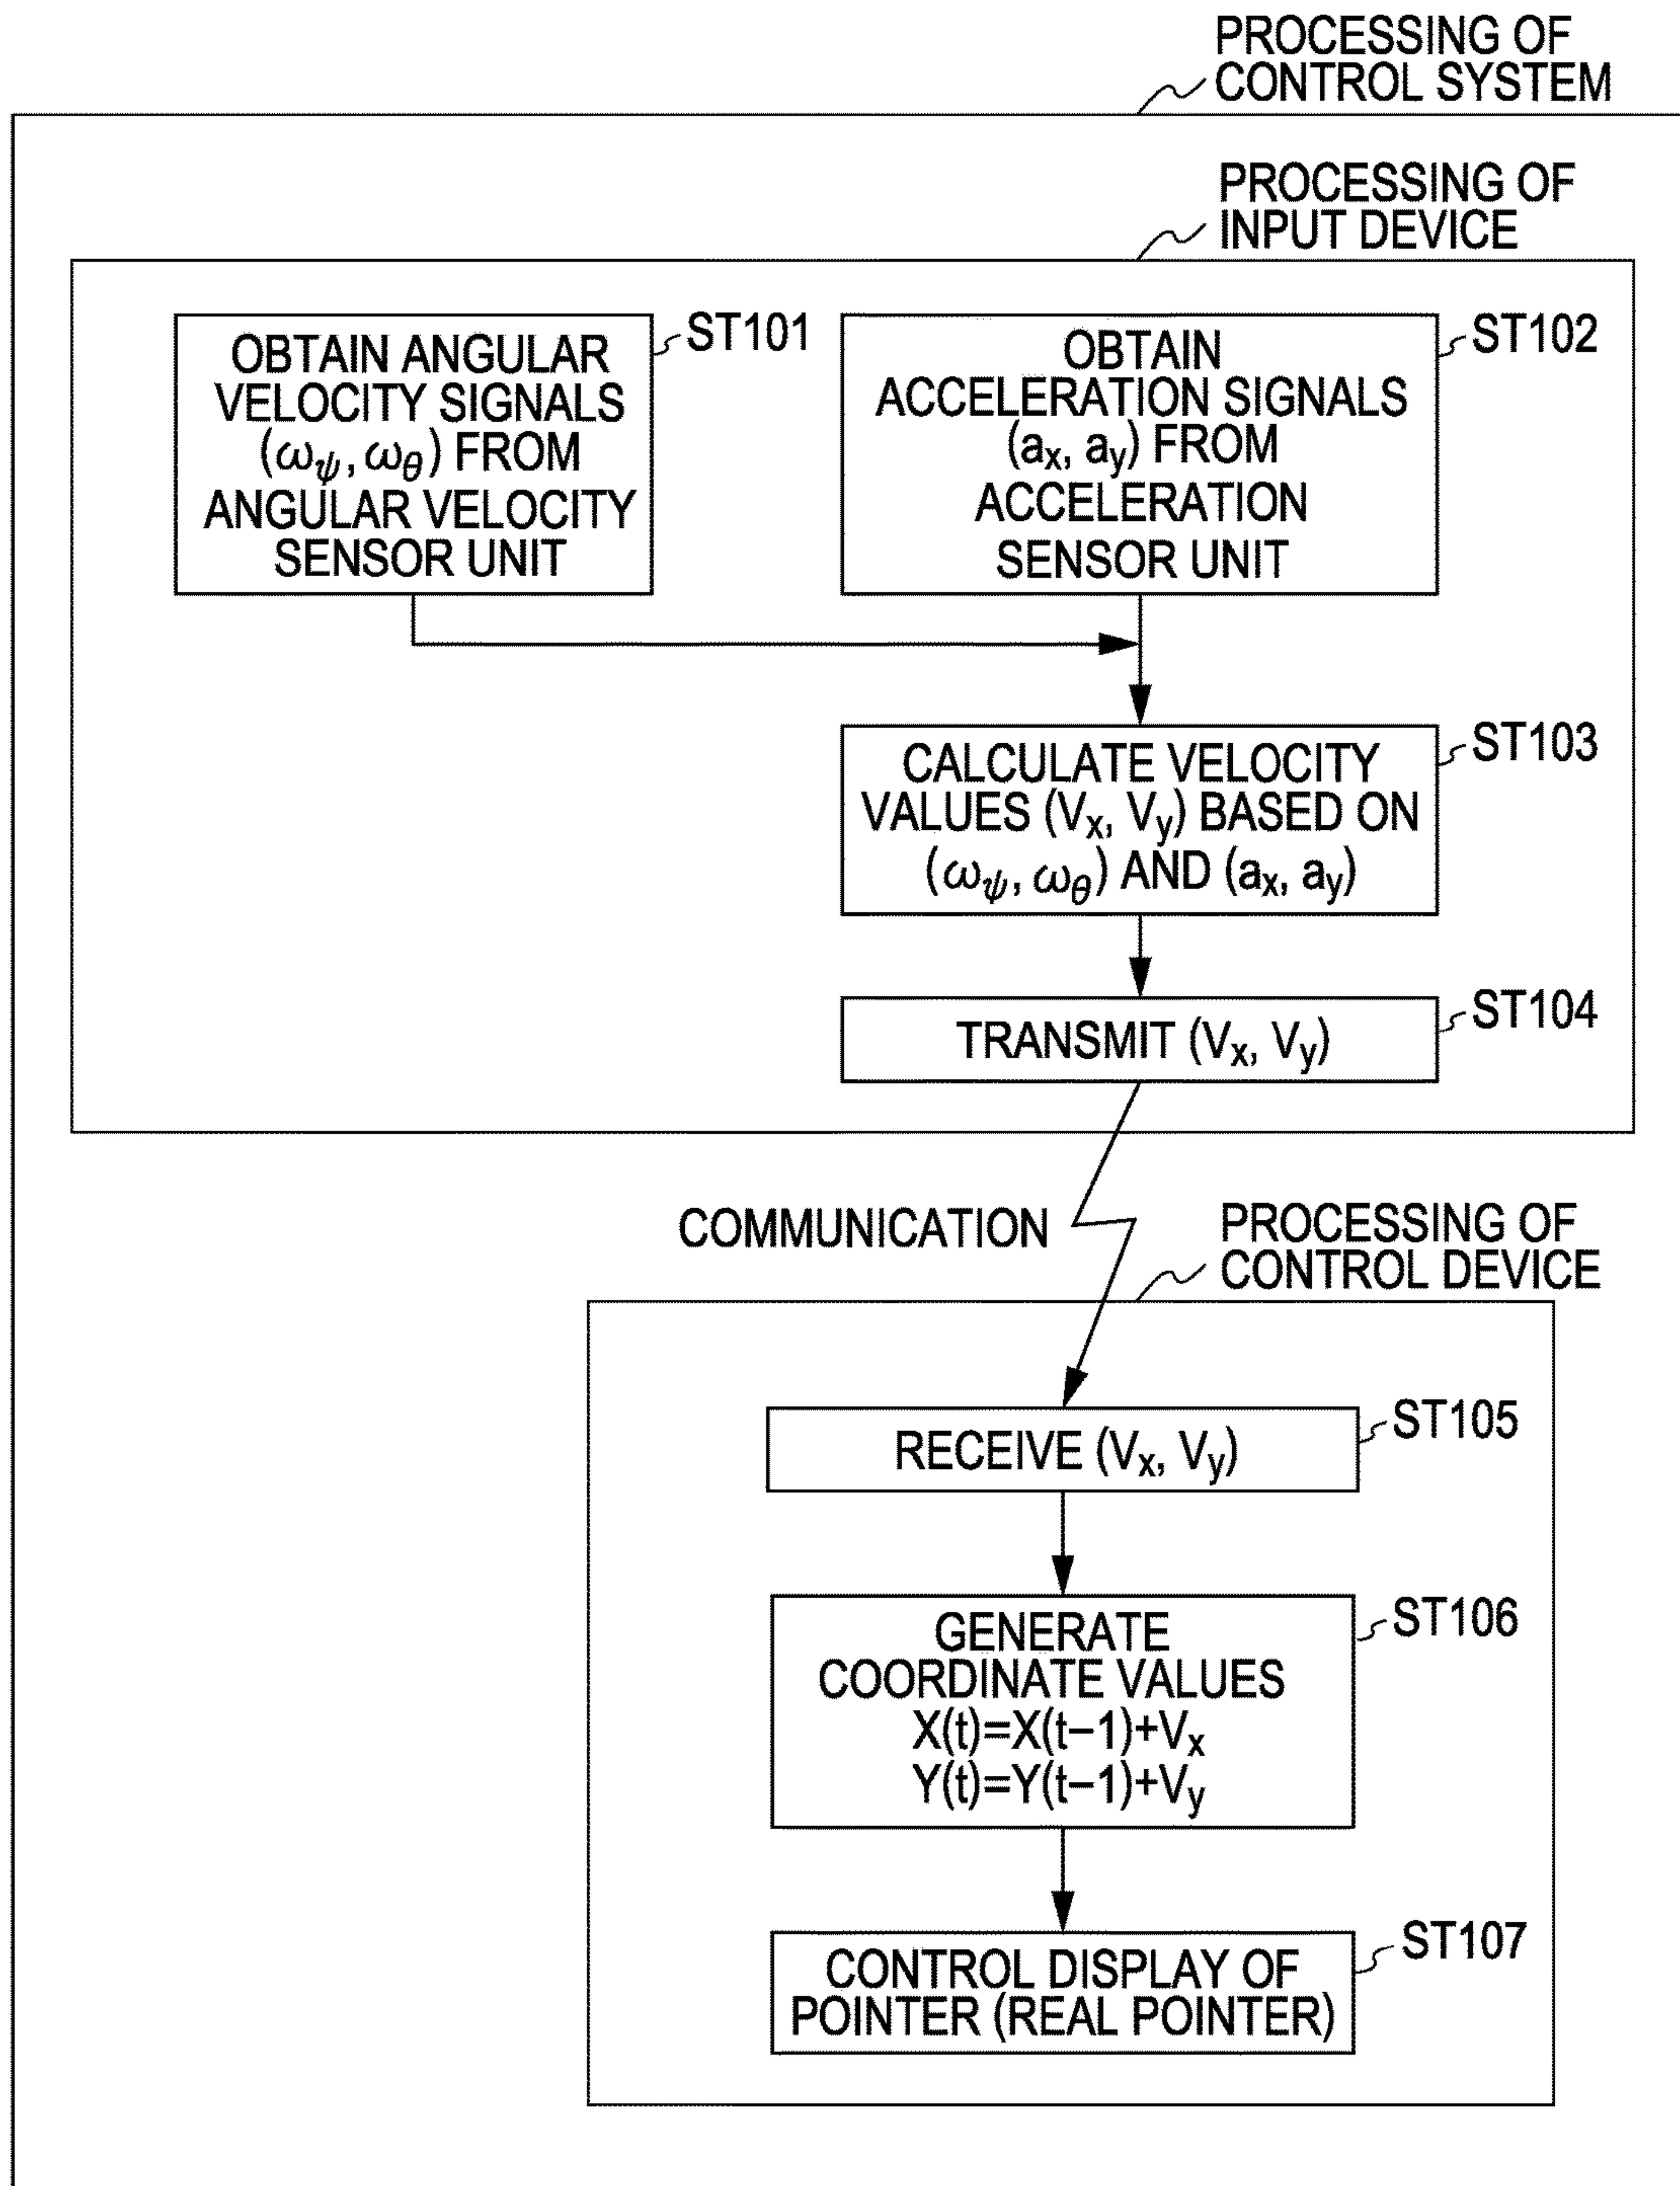 PROCESSING OF
CONTROL SYSTEM
PROCESSING OF
INPUT DEVICE
OBTAIN ANGULAR
VELOCITY SIGNALS
(ωψ, ωθ) FROM
ANGULAR VELOCITY
SENSOR UNIT
ST101
OBTAIN
ACCELERATION SIGNALS
(ax, ay) FROM
ACCELERATION
SENSOR UNIT
ST102
CALCULATE VELOCITY
VALUES (Vx, Vy) BASED ON
(ωψ, ωθ) AND (ax, ay)
ST103
TRANSMIT (Vx, Vy)
ST104
COMMUNICATION
PROCESSING OF
CONTROL DEVICE
RECEIVE (Vx, Vy)
ST105
GENERATE
COORDINATE VALUES
X(t)=X(t−1)+Vx
Y(t)=Y(t−1)+Vy
ST106
CONTROL DISPLAY OF
POINTER (REAL POINTER)
ST107